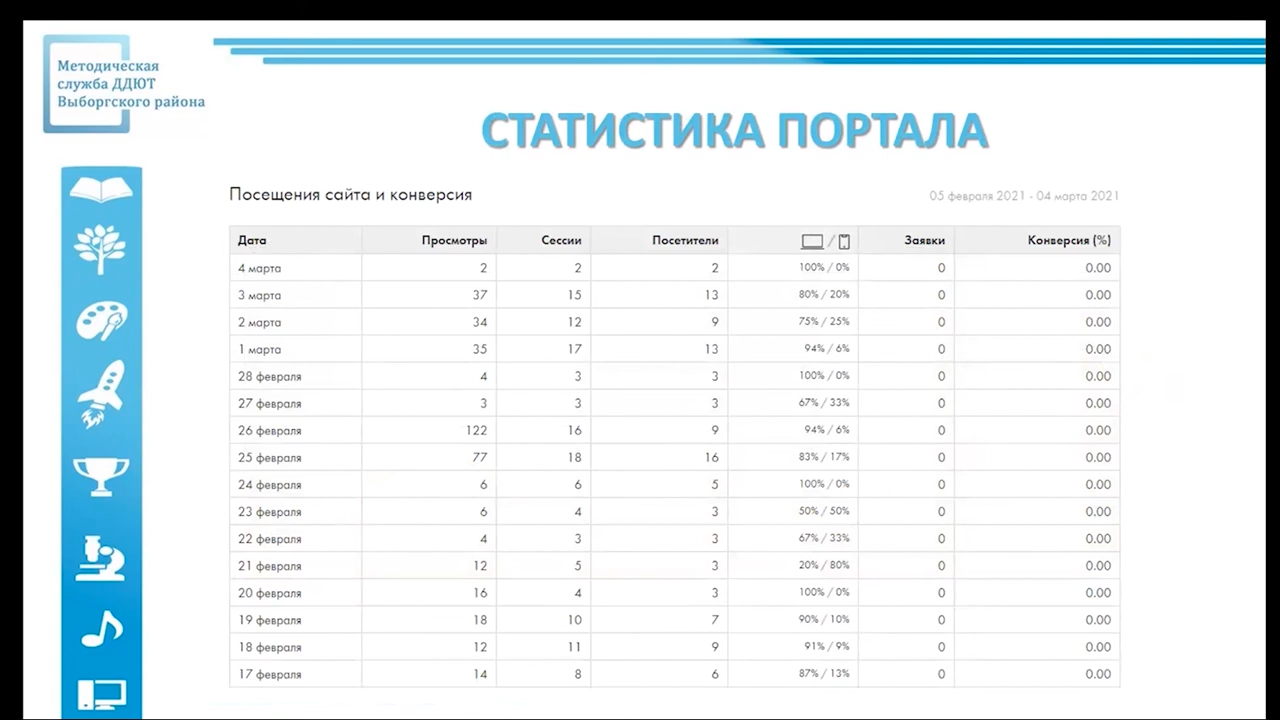 Методическая
служба ДДЮТ
Выборгского района
СТАТИСТИКА ПОРТАЛА
Посещения сайта и конверсия 05 февраля 2021 - 04 марта 2021
Дата Просмотры Сессии Посетители / Заявки Конверсия (%)
4 марта 2 2 2 100% / 0% 0 0.00
3 марта 37 15 13 80% / 20% 0 0.00
2 марта 34 12 9 75% / 25% 0 0.00
1 марта 35 17 13 94% / 6% 0 0.00
28 февраля 4 3 3 100% / 0% 0 0.00
27 февраля 3 3 3 67% / 33% 0 0.00
26 февраля 122 16 9 94% / 6% 0 0.00
25 февраля 77 18 16 83% / 17% 0 0.00
24 февраля 6 6 5 100% / 0% 0 0.00
23 февраля 6 4 3 50% / 50% 0 0.00
22 февраля 4 3 3 67% / 33% 0 0.00
21 февраля 12 5 3 20% / 80% 0 0.00
20 февраля 16 4 3 100% / 0% 0 0.00
19 февраля 18 10 7 90% / 10% 0 0.00
18 февраля 12 11 9 91% / 9% 0 0.00
17 февраля 14 8 6 87% / 13% 0 0.00